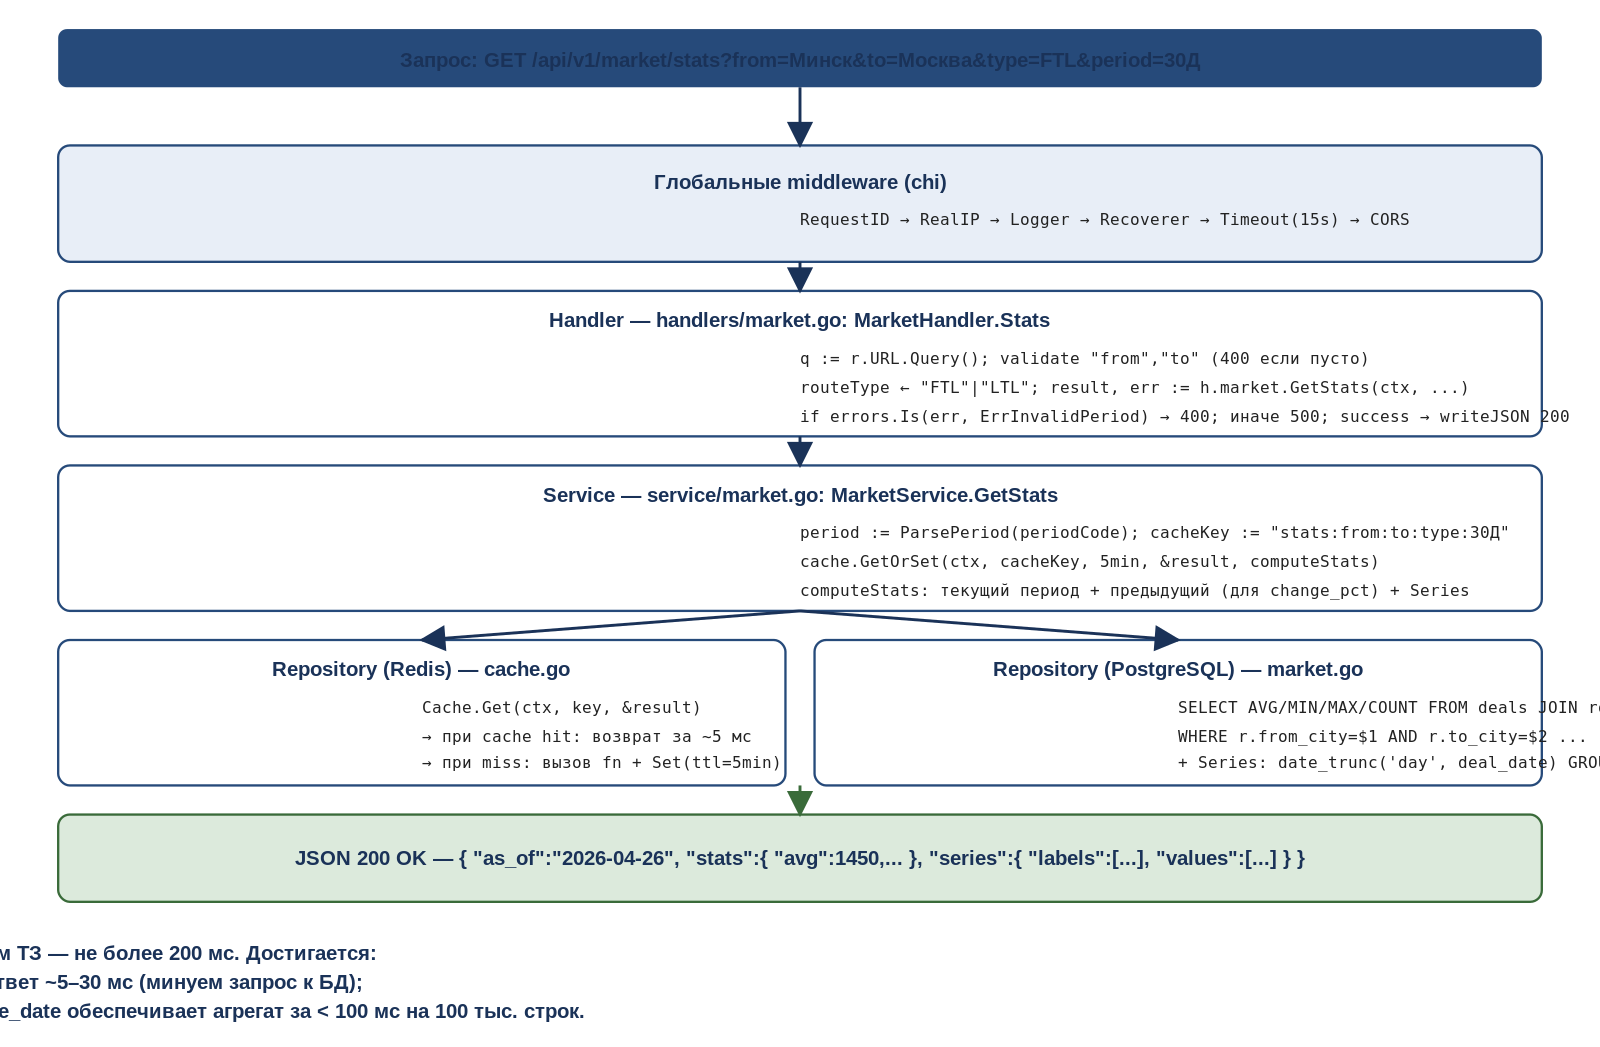 Запрос: GET /api/v1/market/stats?from=Минск&to=Москва&type=FTL&period=30Д
Глобальные middleware (chi)
RequestID → RealIP → Logger → Recoverer → Timeout(15s) → CORS
Handler — handlers/market.go: MarketHandler.Stats
q := r.URL.Query(); validate "from","to" (400 если пусто)
routeType ← "FTL"|"LTL"; result, err := h.market.GetStats(ctx, ...)
if errors.Is(err, ErrInvalidPeriod) → 400; иначе 500; success → writeJSON 200
Service — service/market.go: MarketService.GetStats
period := ParsePeriod(periodCode); cacheKey := "stats:from:to:type:30Д"
cache.GetOrSet(ctx, cacheKey, 5min, &result, computeStats)
computeStats: текущий период + предыдущий (для change_pct) + Series
Repository (Redis) — cache.go
Cache.Get(ctx, key, &result)
→ при cache hit: возврат за ~5 мс
→ при miss: вызов fn + Set(ttl=5min)
Repository (PostgreSQL) — market.go
SELECT AVG/MIN/MAX/COUNT FROM deals JOIN
WHERE r.from_city=$1 AND r.to_city=$2 ...
+ Series: date_trunc('day', deal_date)
JSON 200 OK — { "as_of":"2026-04-26", "stats":{ "avg":1450,... }, "series":{ "labels":[...], "values":[...] } }
ТЗ — не более 200 мс. Достигается:
~5–30 мс (минуем запрос к БД);
обеспечивает агрегат за < 100 мс на 100 тыс. строк.